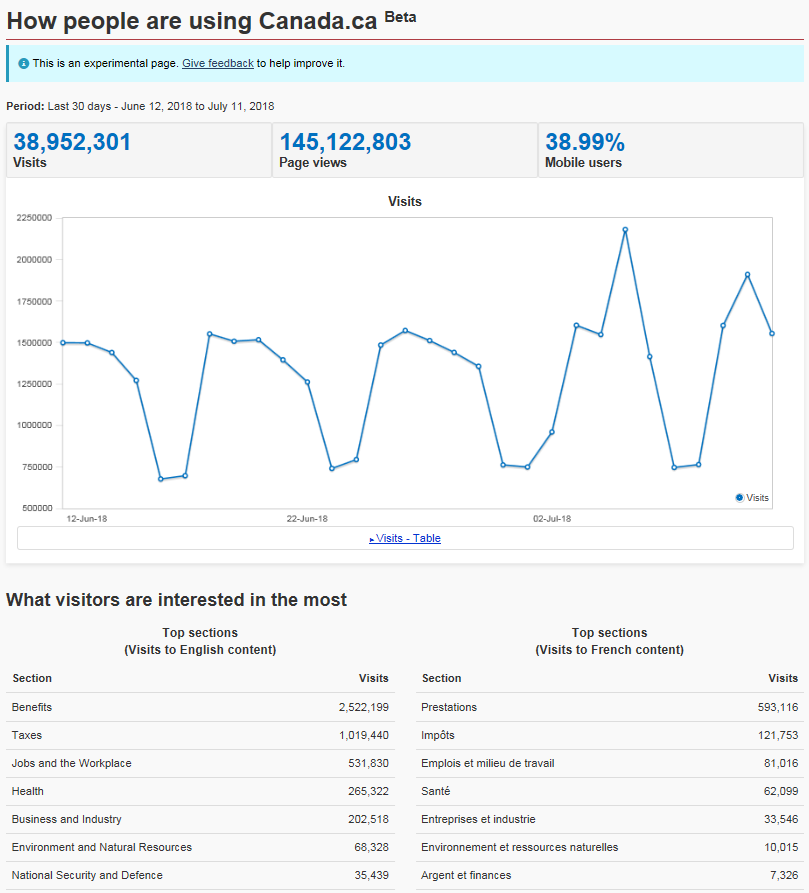 How people are using Canada.ca Beta
This is an experimental page. Give feedback to help improve it.
Period: Last 30 days - June 12, 2018 to July 11, 2018
38,952,301
Visits
145,122,803
Page views
38.99%
Mobile users
Visits
2250000
2000000
1750000
1500000
1250000
1000000
750000
500000
12-Jun-18
22-Jun-18
02-Jul-18
Visits
Visits - Table
What visitors are interested in the most
Top sections
(Visits to English content)
Section Visits
Benefits 2,522,199
Taxes 1,019,440
Jobs and the Workplace 531,830
Health 265,322
Business and Industry 202,518
Environment and Natural Resources 68,328
National Security and Defence 35,439
Top sections
(Visits to French content)
Section Visits
Prestations 593,116
Impôts 121,753
Emplois et milieu de travail 81,016
Santé 62,099
Entreprises et industrie 33,546
Environnement et ressources naturelles 10,015
Argent et finances 7,326